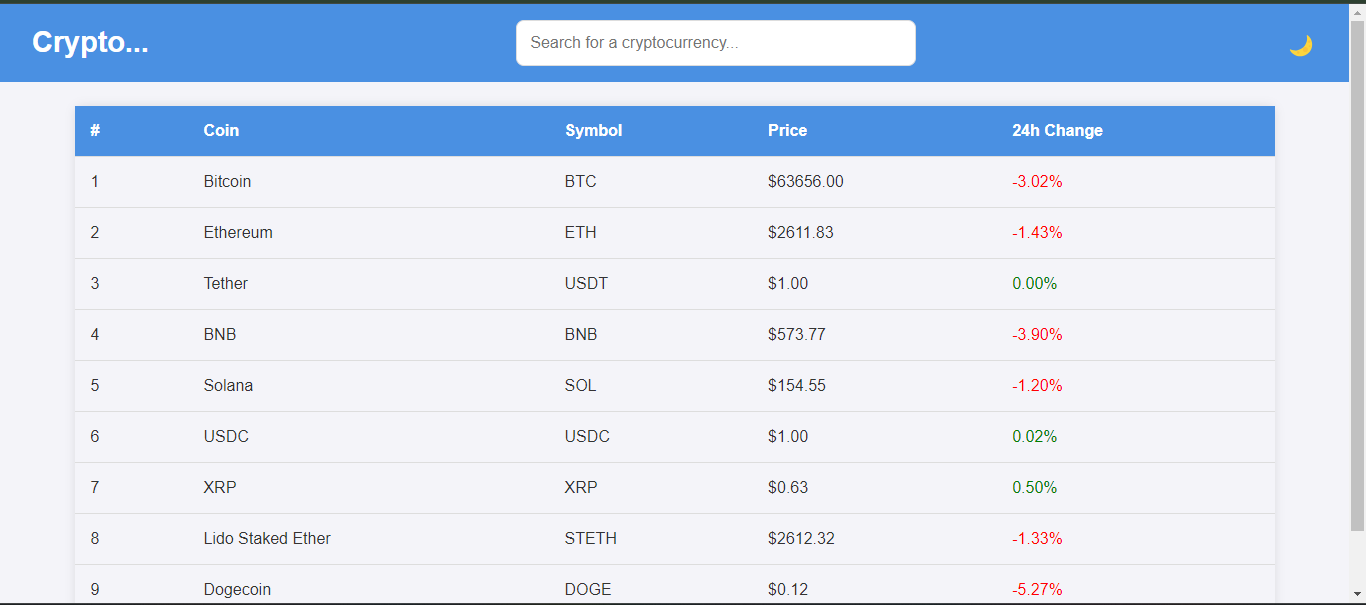 Crypto...
Search for a cryptocurrency...
# Coin Symbol Price 24h Change
1 Bitcoin BTC $63656.00 -3.02%
2 Ethereum ETH $2611.83 -1.43%
3 Tether USDT $1.00 0.00%
4 BNB BNB $573.77 -3.90%
5 Solana SOL $154.55 -1.20%
6 USDC USDC $1.00 0.02%
7 XRP XRP $0.63 0.50%
8 Lido Staked Ether STETH $2612.32 -1.33%
9 Dogecoin DOGE $0.12 -5.27%